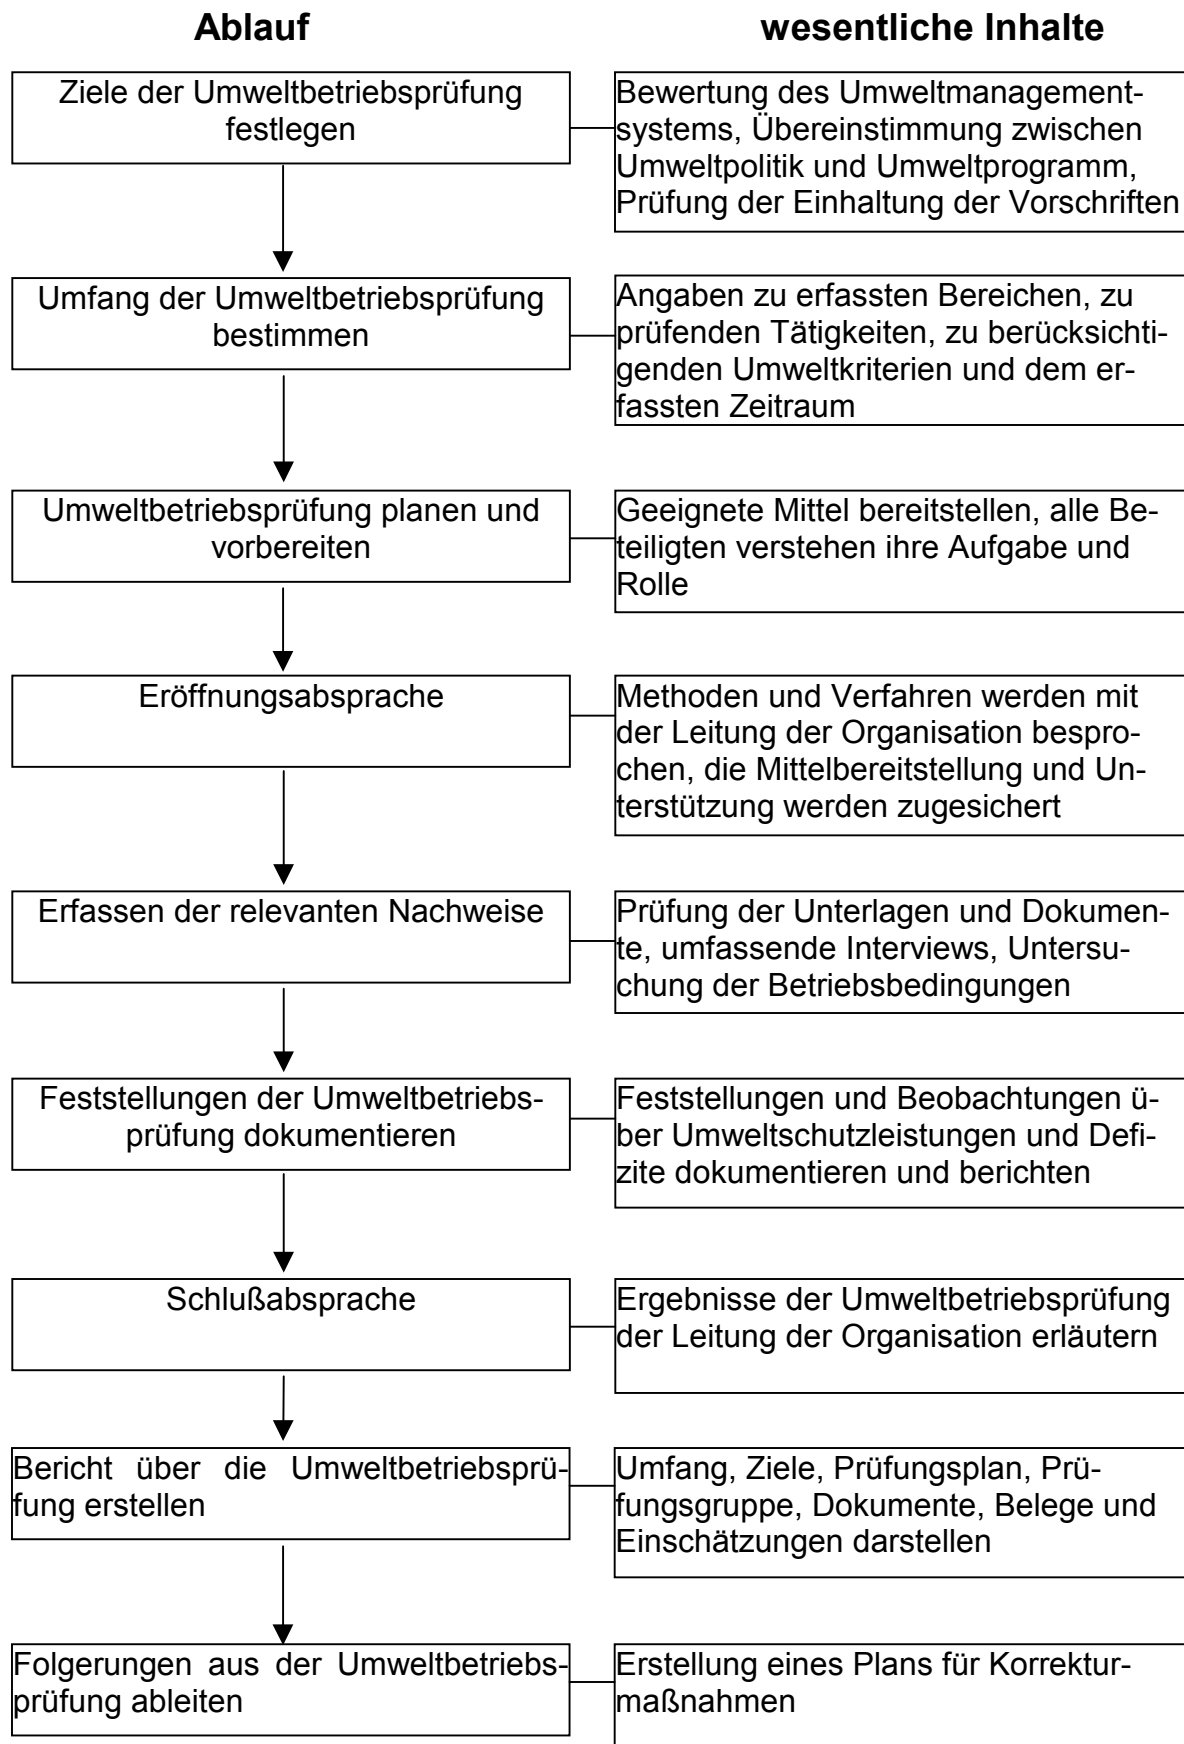 Ablauf
wesentliche Inhalte
Ziele der Umweltbetriebsprüfung
festlegen
Bewertung des Umweltmanagement-
systems, Übereinstimmung zwischen
Umweltpolitik und Umweltprogramm,
Prüfung der Einhaltung der Vorschriften
Umfang der Umweltbetriebsprüfung
bestimmen
Angaben zu erfassten Bereichen, zu
prüfenden Tätigkeiten, zu berücksichti-
genden Umweltkriterien und dem er-
fassten Zeitraum
Umweltbetriebsprüfung planen und
vorbereiten
Geeignete Mittel bereitstellen, alle Be-
teiligten verstehen ihre Aufgabe und
Rolle
Eröffnungsabsprache
Methoden und Verfahren werden mit
der Leitung der Organisation bespro-
chen, die Mittelbereitstellung und Un-
terstützung werden zugesichert
Erfassen der relevanten Nachweise
Prüfung der Unterlagen und Dokumen-
te, umfassende Interviews, Untersu-
chung der Betriebsbedingungen
Feststellungen der Umweltbetriebs-
prüfung dokumentieren
Feststellungen und Beobachtungen ü-
ber Umweltschutzleistungen und Defi-
zite dokumentieren und berichten
Schlußabsprache
Ergebnisse der Umweltbetriebsprüfung
der Leitung der Organisation erläutern
Bericht über die Umweltbetriebsprü-
fung erstellen
Umfang, Ziele, Prüfungsplan, Prü-
fungsgruppe, Dokumente, Belege und
Einschätzungen darstellen
Folgerungen aus der Umweltbetriebs-
prüfung ableiten
Erstellung eines Plans für Korrektur-
maßnahmen